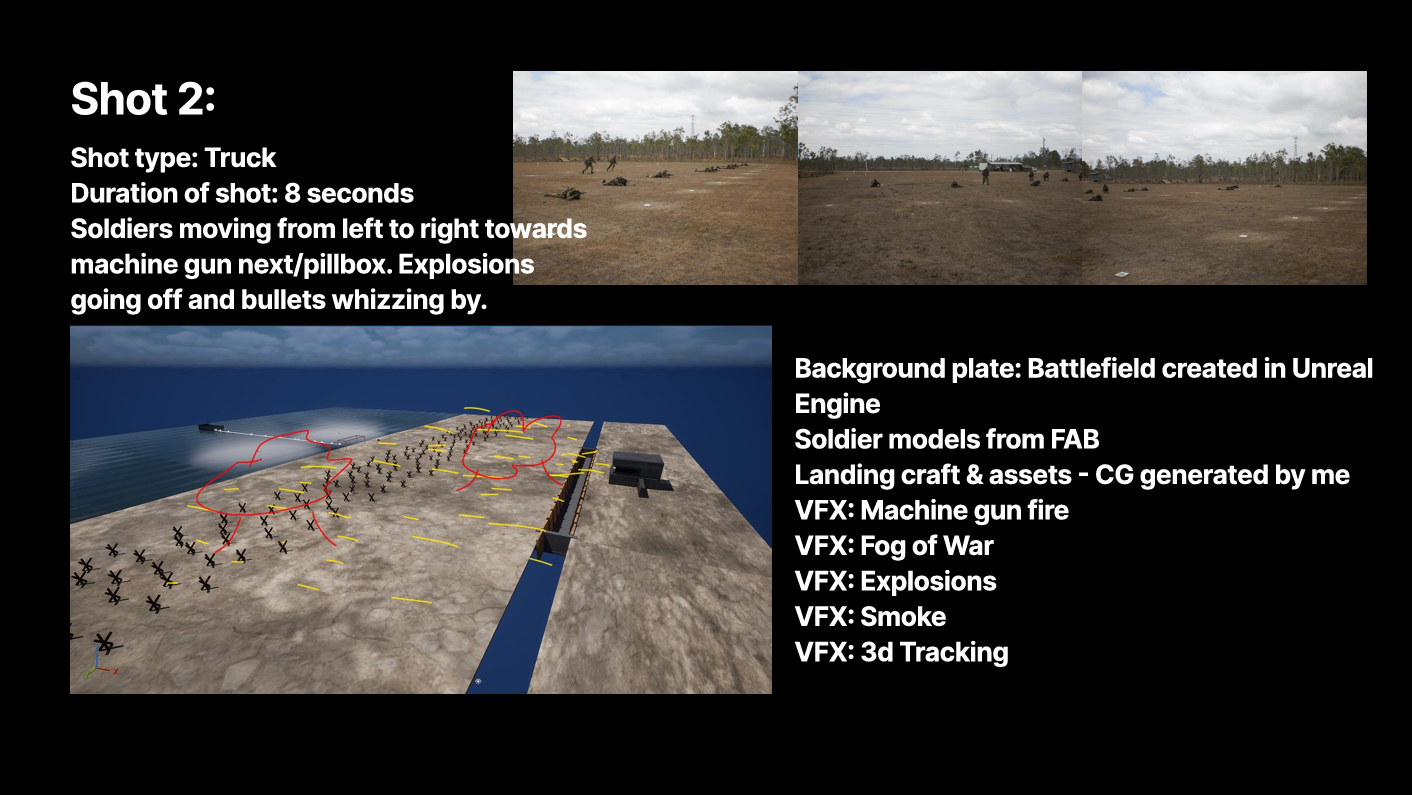 Shot 2:
Shot type: Truck
Duration of shot: 8 seconds
Soldiers moving from left to right towards
machine gun next/pillbox. Explosions
going off and bullets whizzing by.
Background plate: Battlefield created in Unreal
Engine
Soldier models from FAB
Landing craft & assets - CG generated by me
VFX: Machine gun fire
VFX: Fog of War
VFX: Explosions
VFX: Smoke
VFX: 3d Tracking